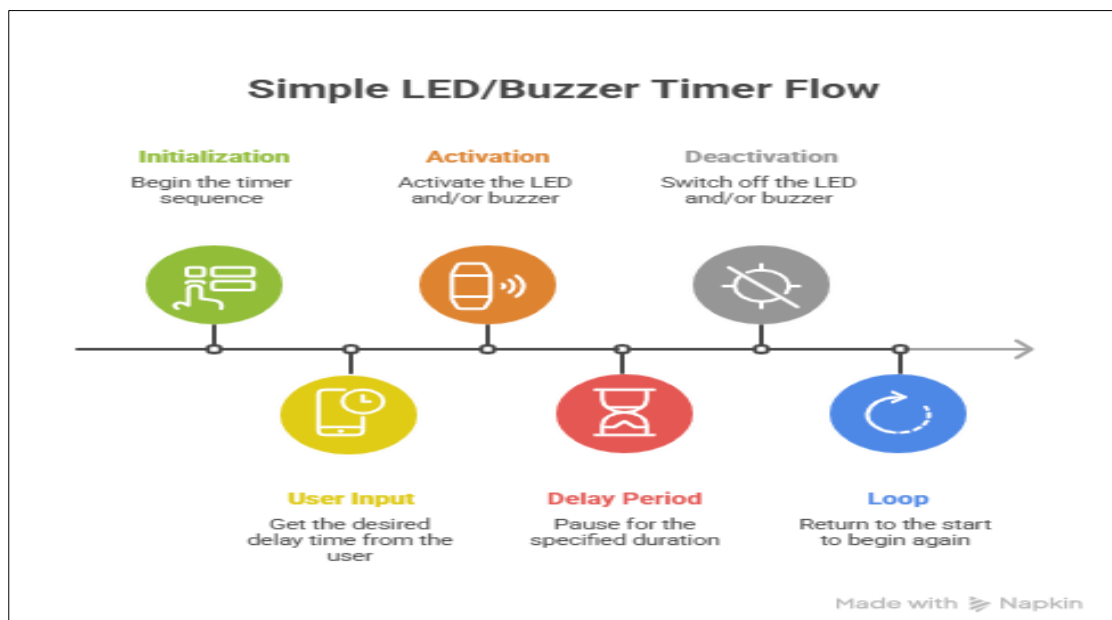 Simple LED/Buzzer Timer Flow
Initialization
Begin the timer
sequence
Activation
Activate the LED
and/or buzzer
Deactivation
Switch off the LED
and/or buzzer
User Input
Get the desired
delay time from the
user
Delay Period
Pause for the
specified duration
Loop
Return to the start
to begin again
Made with Napkin